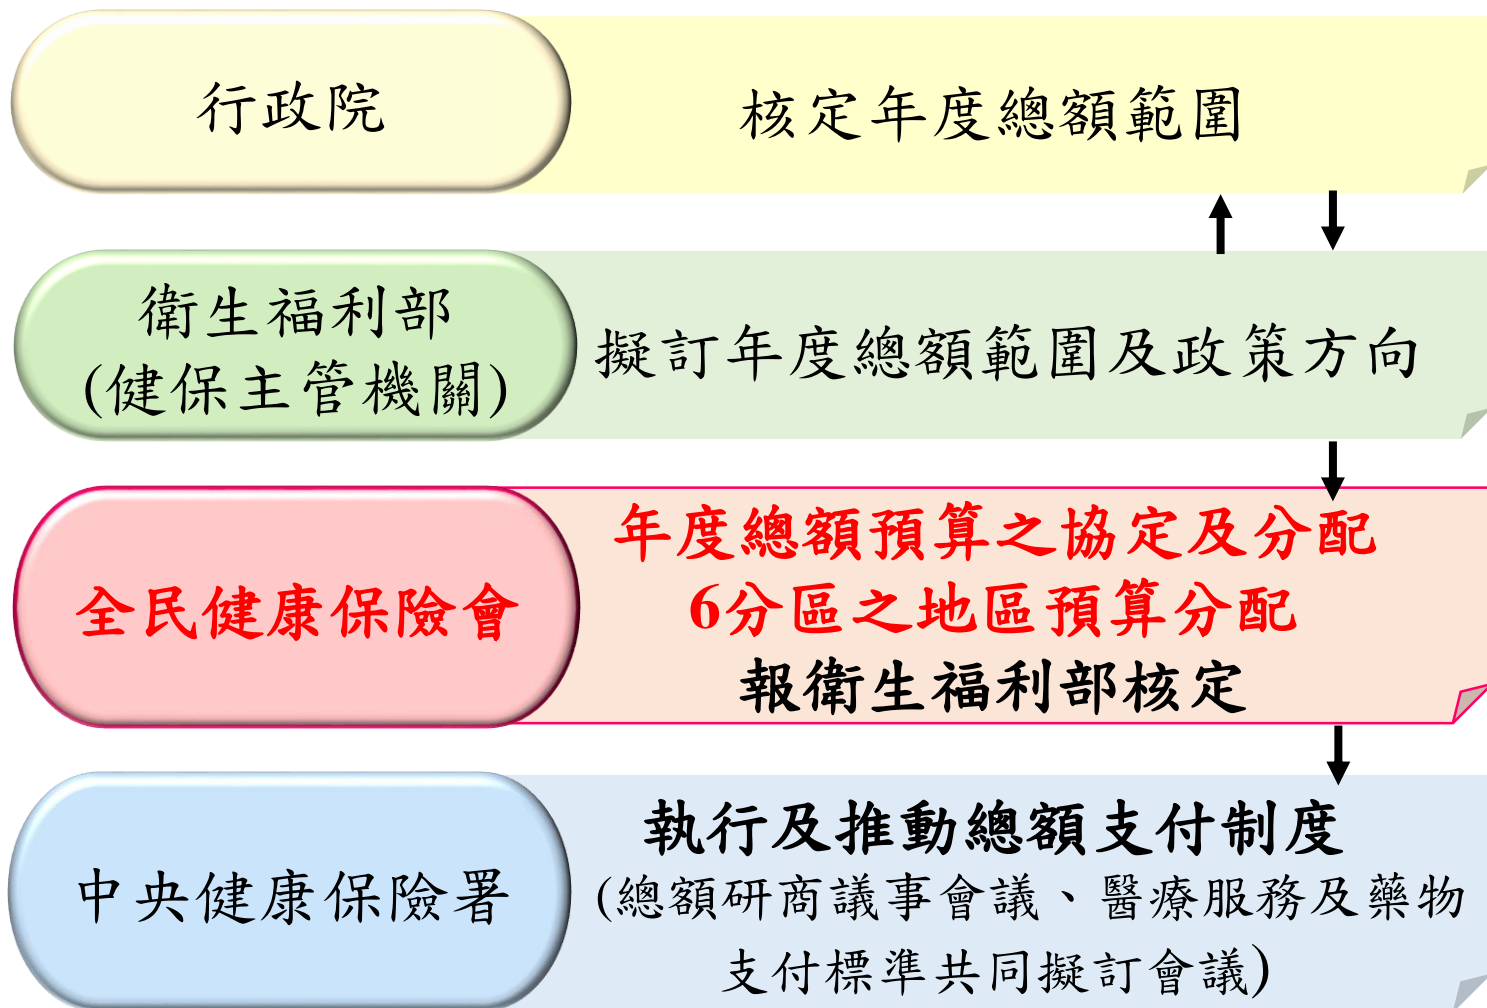 行政院
核定年度總額範圍
衛生福利部
(健保主管機關)
擬訂年度總額範圍及政策方向
全民健康保險會
年度總額預算之協定及分配
6分區之地區預算分配
報衛生福利部核定
中央健康保險署
執行及推動總額支付制度
(總額研商議事會議、醫療服務及藥物
支付標準共同擬訂會議)